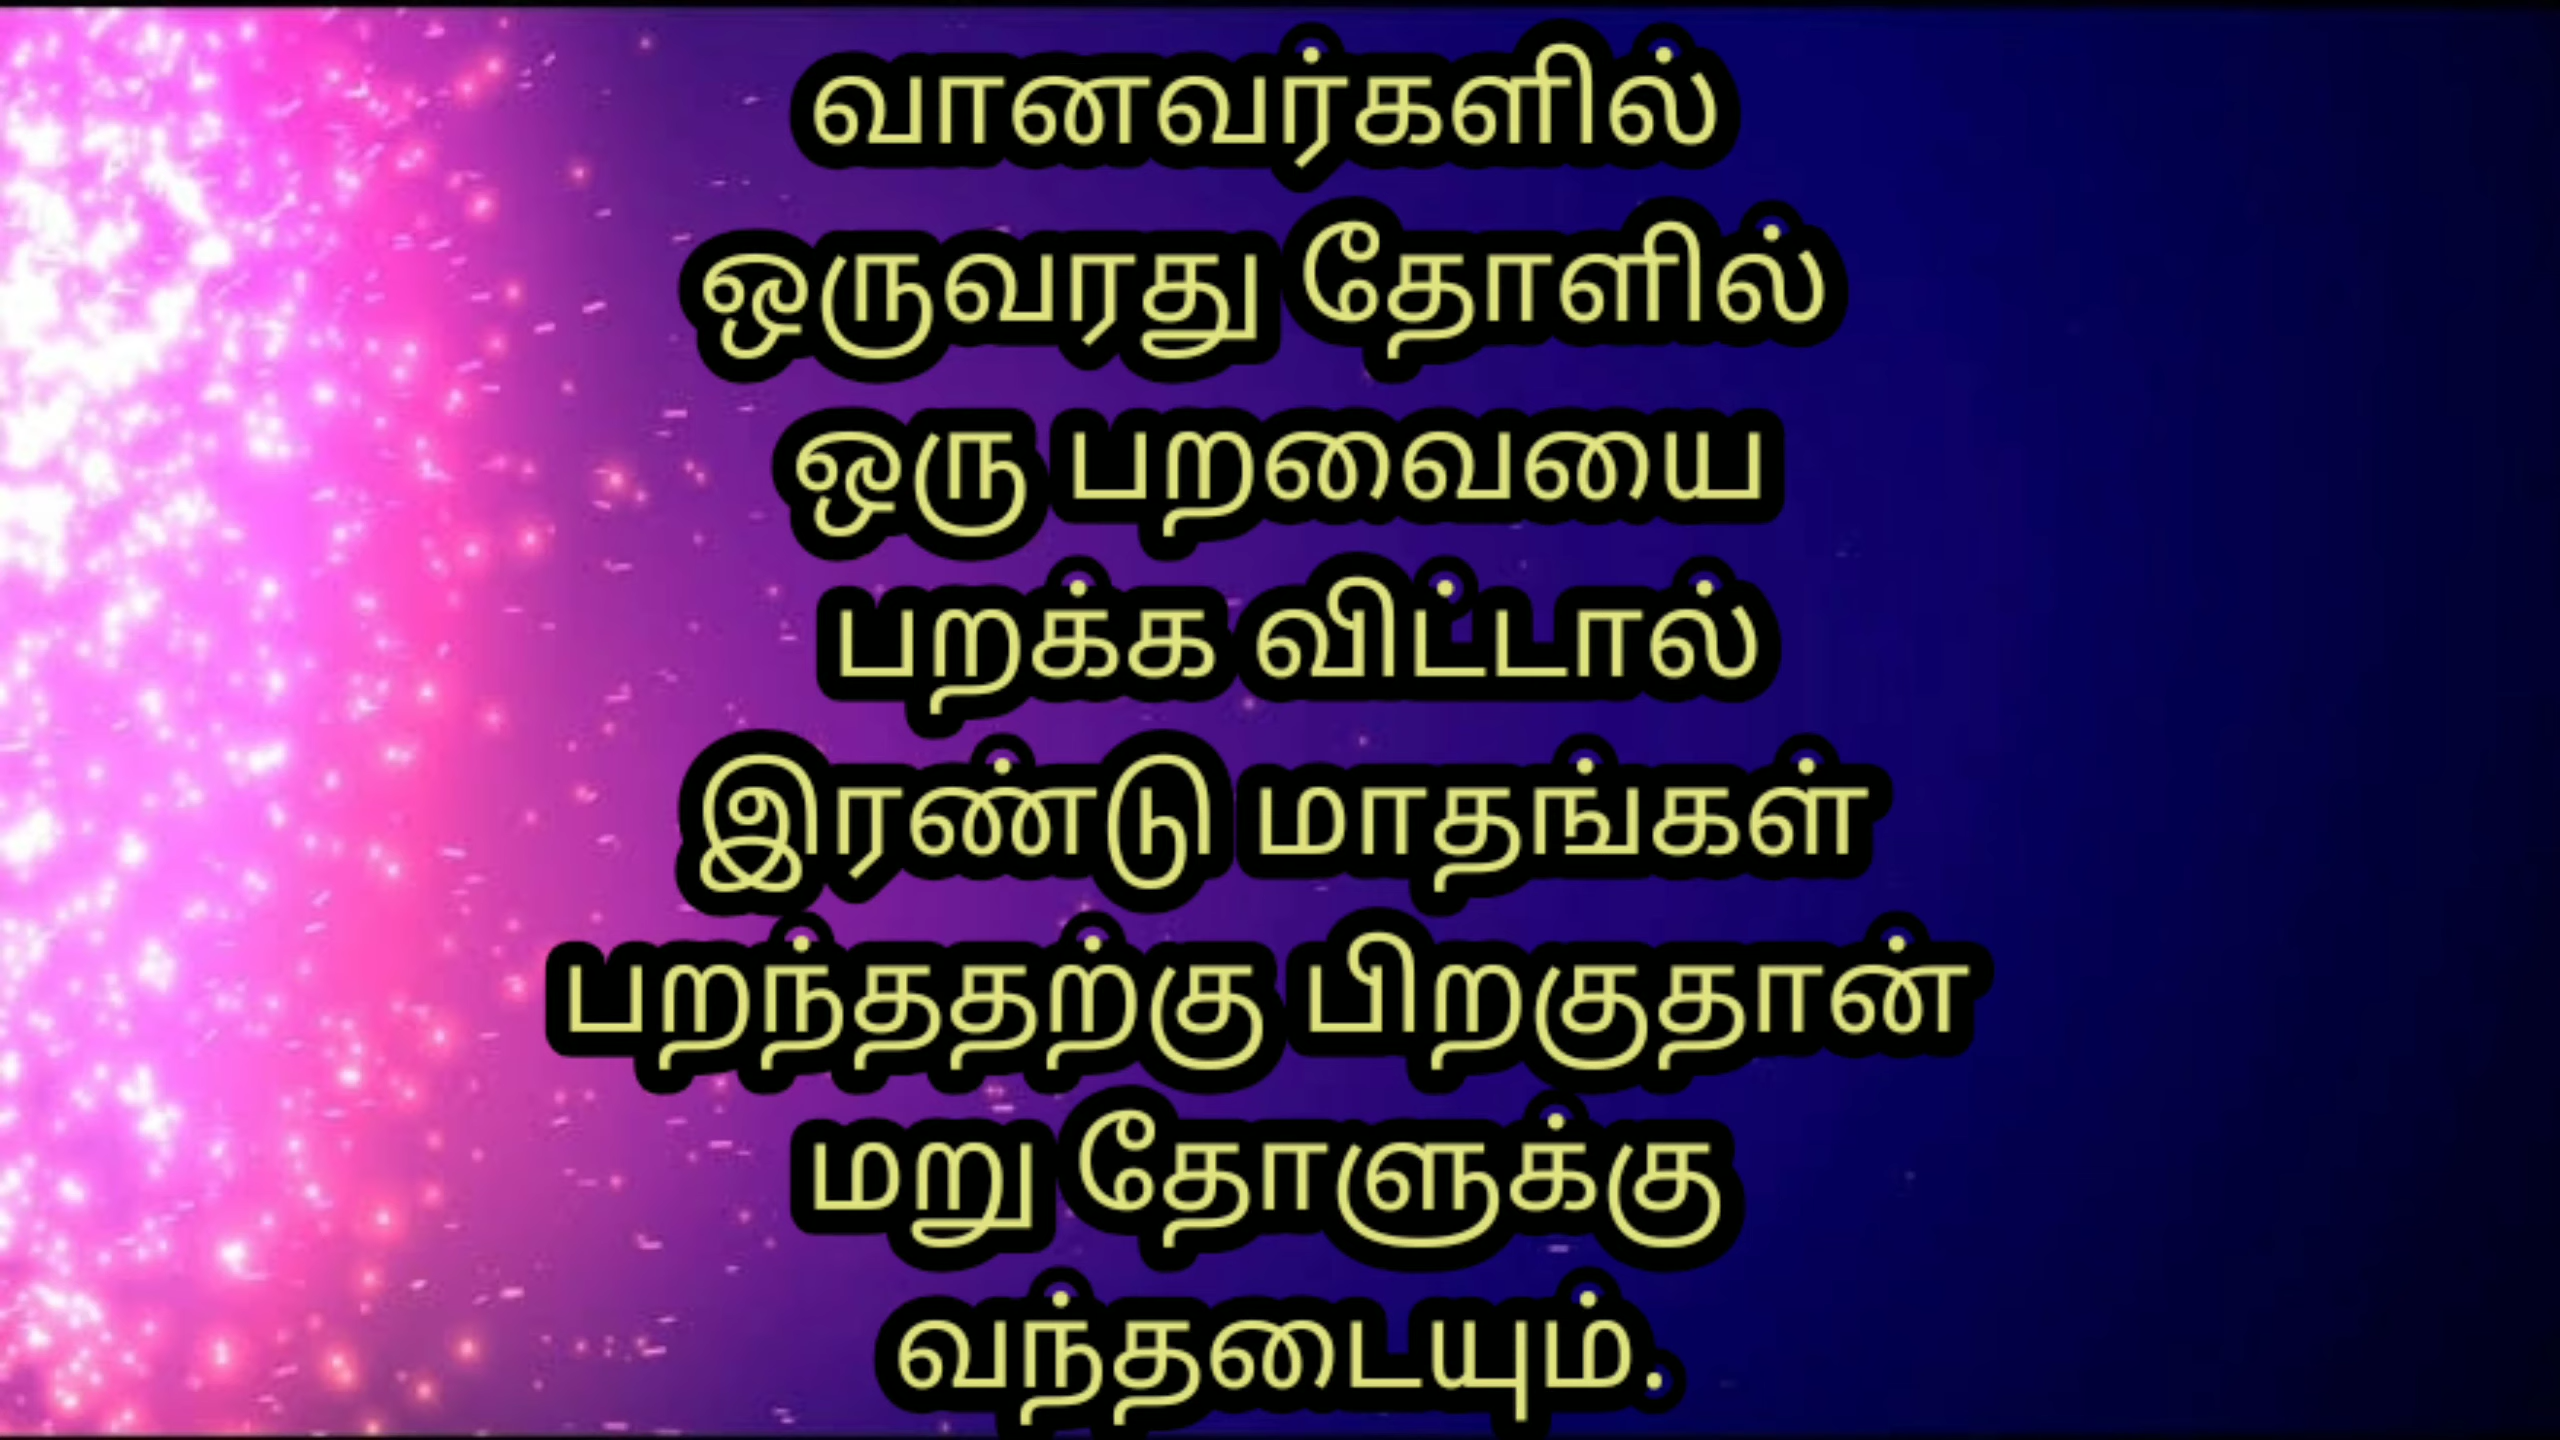 வானவர்களில்
ஒருவரது தோளில்
ஒரு பறவையை
பறக்க விட்டால்
இரண்டு மாதங்கள்
பறந்ததற்கு பிறகுதான்
மறு தோளுக்கு
வந்தடையும்.